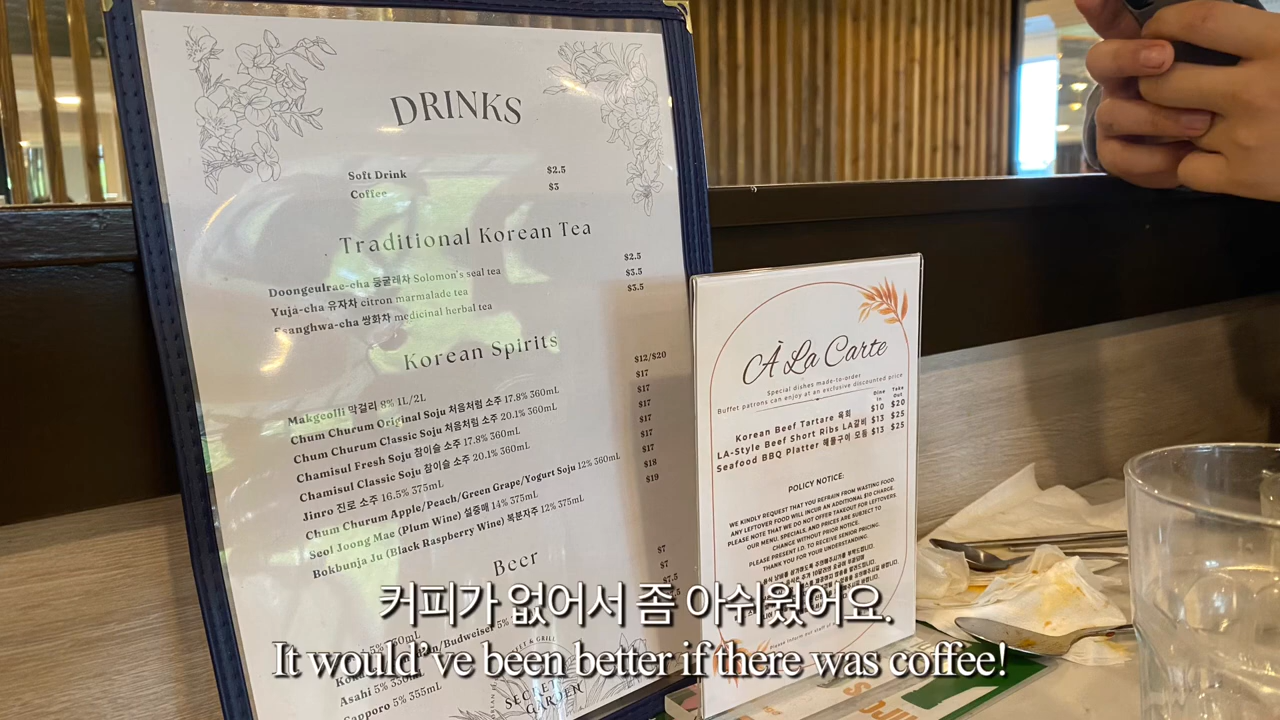 DRINKS
Soft Drink $2.5
Coffee $3
Traditional Korean Tea
Doongeulrae-cha 둥굴레차 Solomon's seal tea $2.5
Yuja-cha 유자차 citron marmalade tea $3.5
Ssanghwa-cha 쌍화차 medicinal herbal tea $3.5
Korean Spirits
Makgeolli 막걸리 8% 1L/2L $12/$20
Chum Churum Original Soju 처음처럼 소주 17.8% 360mL $17
Chum Churum Classic Soju 처음처럼 소주 20.1% 360mL $17
Chamisul Fresh Soju 참이슬 소주 17.8% 360mL $17
Chamisul Classic Soju 참이슬 소주 20.1% 360mL $17
Jinro 진로 소주 16.5% 375mL $17
Chum Churum Apple/Peach/Green Grape/Yogurt Soju 12% 360mL $17
Seol Joong Mae (Plum Wine) 설중매 14% 375mL $18
Bokbunja Ju (Black Raspberry Wine) 복분자주 12% 375mL $19
Beer
$7
$7
/Budweiser 5%
Asahi 5% 330mL
Sapporo 5% 355mL
SECRET
GARDEN
À La Carte
Special dishes made-to-order
Buffet patrons can enjoy at an exclusive discounted price
Dine In Take Out
Korean Beef Tartare 육회 $10 $20
LA-Style Beef Short Ribs LA갈비 $13 $25
Seafood BBQ Platter 해물구이 모듬 $13 $25
POLICY NOTICE:
WE KINDLY REQUEST THAT YOU REFRAIN FROM WASTING FOOD.
ANY LEFTOVER FOOD WILL INCUR AN ADDITIONAL $10 CHARGE.
PLEASE NOTE THAT WE DO NOT OFFER TAKEOUT FOR LEFTOVERS.
OUR MENU, SPECIALS, AND PRICES ARE SUBJECT TO
CHANGE WITHOUT PRIOR NOTICE.
PLEASE PRESENT I.D. TO RECEIVE SENIOR PRICING.
THANK YOU FOR YOUR UNDERSTANDING.
커피가 없어서 좀 아쉬웠어요.
It would've been better if there was coffee!